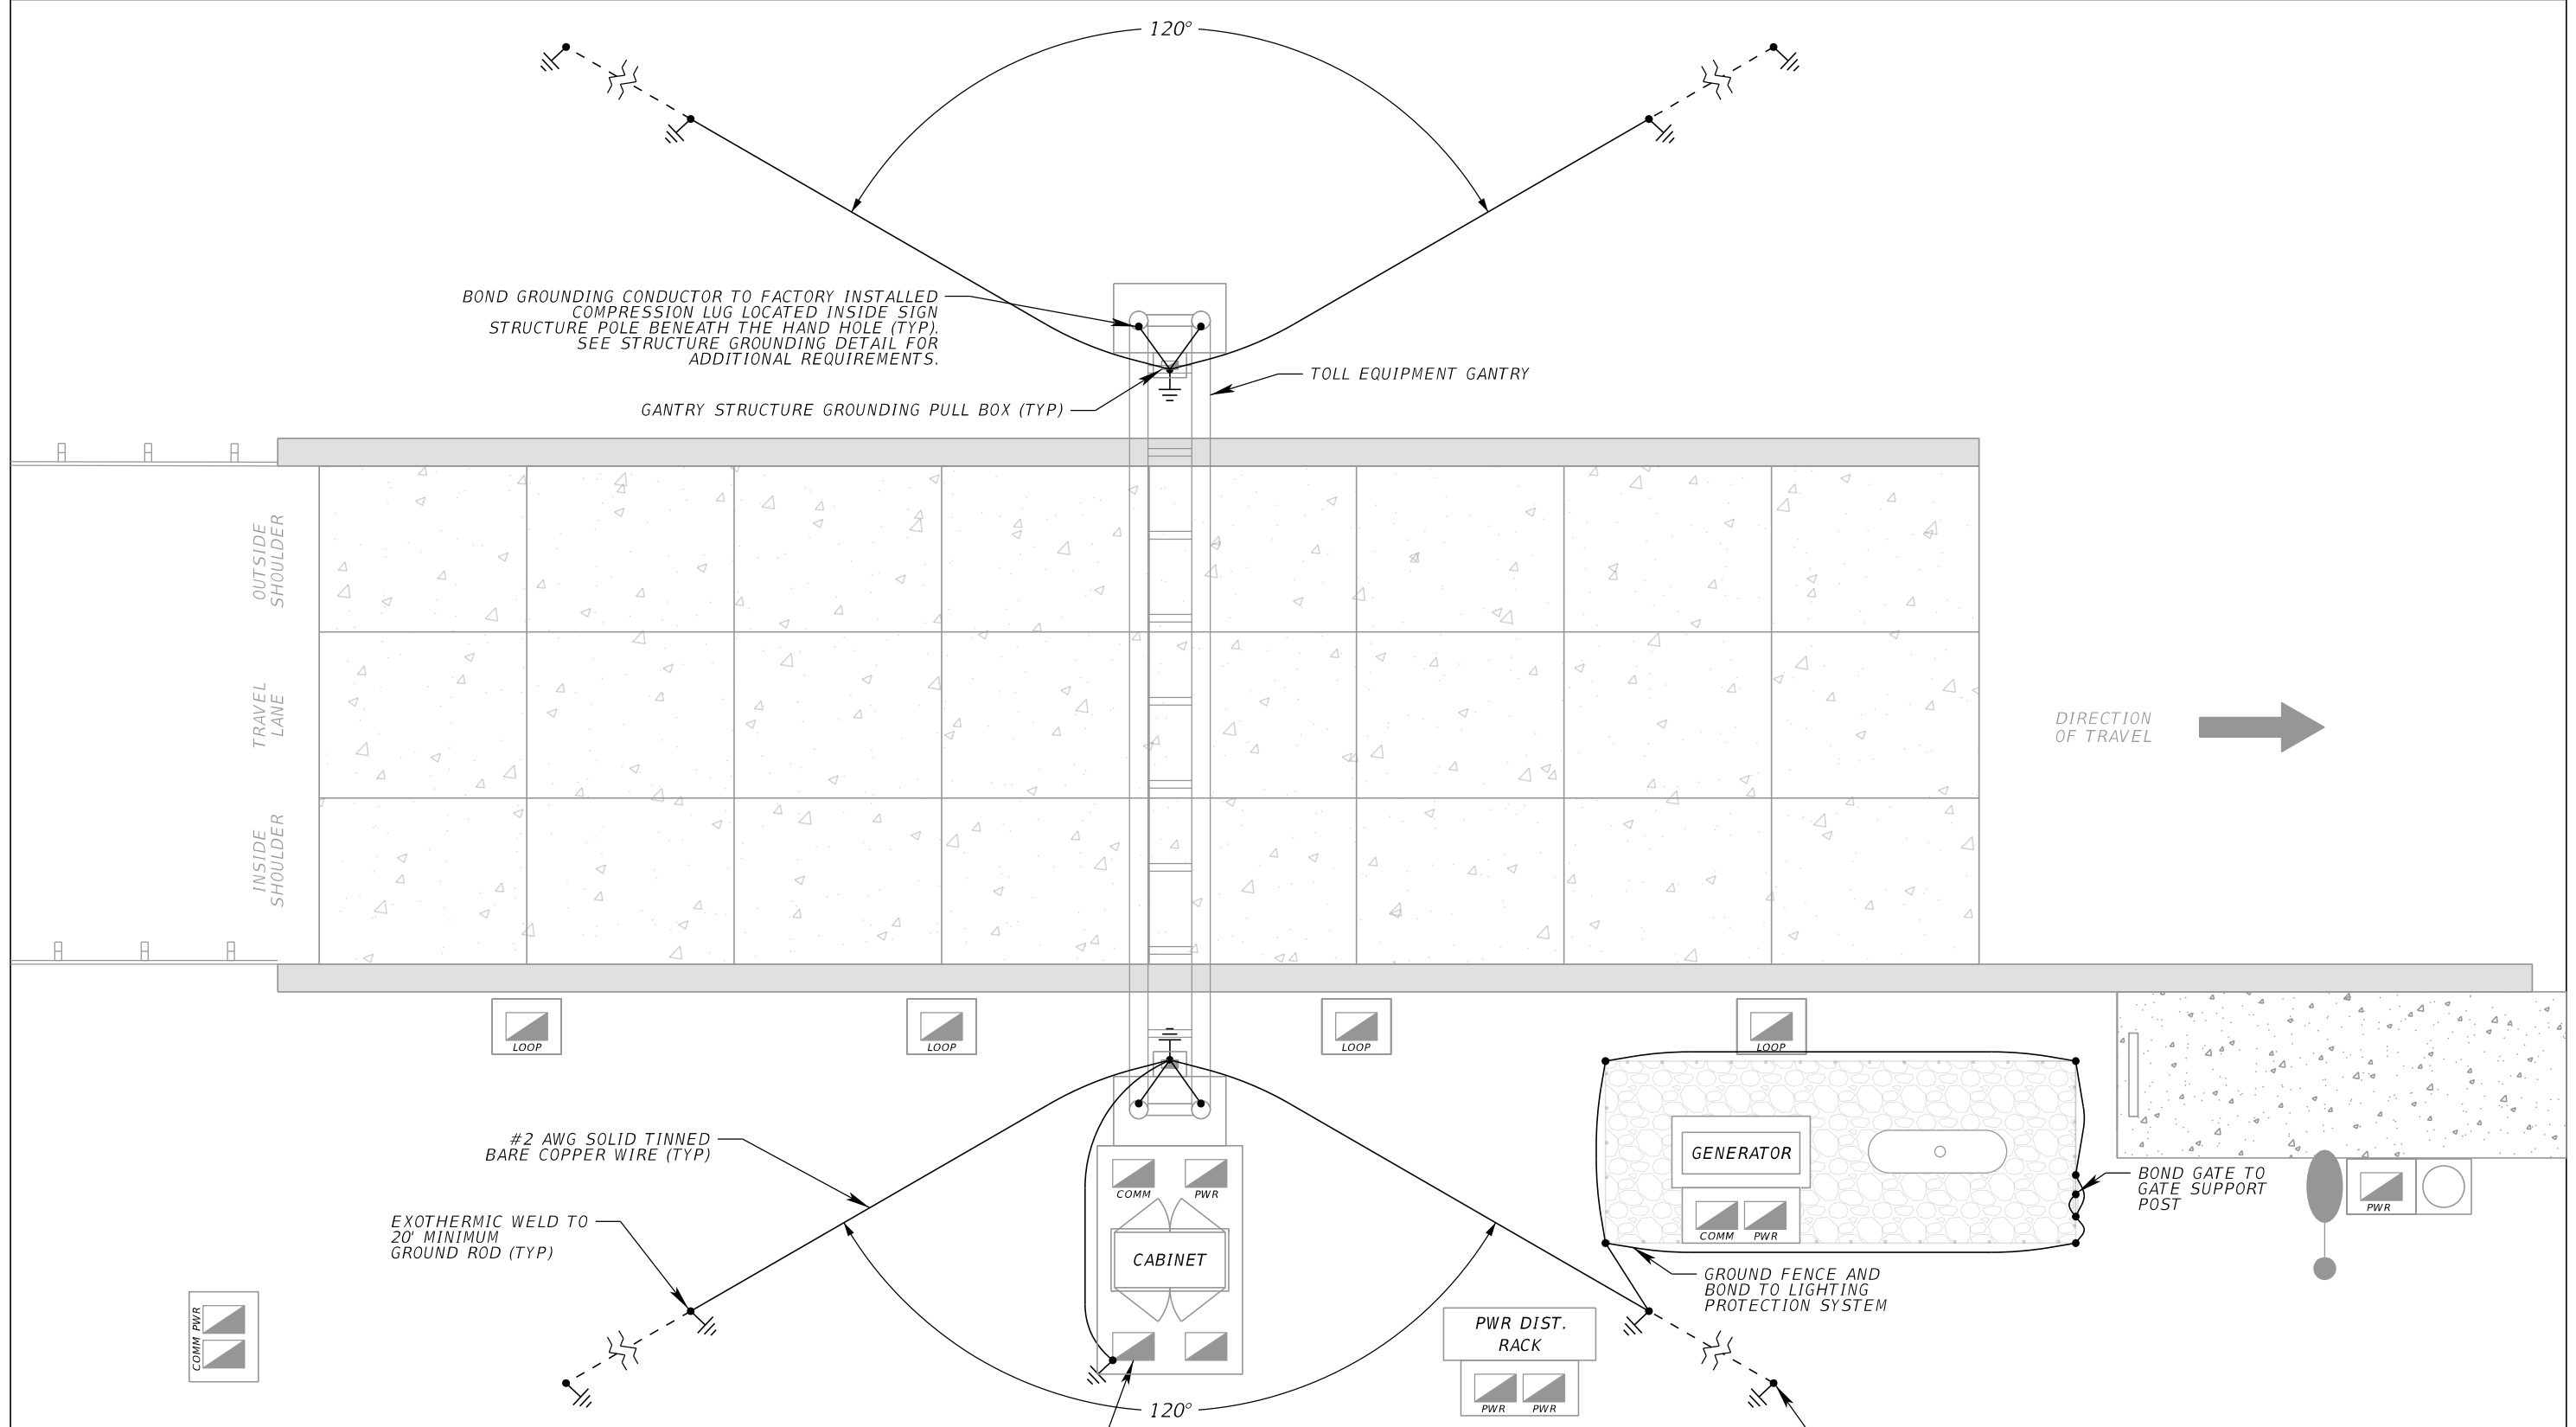 120°
BOND GROUNDING CONDUCTOR TO FACTORY INSTALLED
COMPRESSION LUG LOCATED INSIDE SIGN
STRUCTURE POLE BENEATH THE HAND HOLE (TYP).
SEE STRUCTURE GROUNDING DETAIL FOR
ADDITIONAL REQUIREMENTS.
TOLL EQUIPMENT GANTRY
GANTRY STRUCTURE GROUNDING PULL BOX (TYP)
OUTSIDE
SHOULDER
TRAVEL
LANE
DIRECTION
OF TRAVEL
INSIDE
SHOULDER
LOOP
LOOP
LOOP
LOOP
#2 AWG SOLID TINNED
BARE COPPER WIRE (TYP)
COMM
PWR
GENERATOR
BOND GATE TO
GATE SUPPORT
POST
PWR
EXOTHERMIC WELD TO
20' MINIMUM
GROUND ROD (TYP)
COMM
PWR
CABINET
GROUND FENCE AND
BOND TO LIGHTING
PROTECTION SYSTEM
COMM PWR
PWR DIST.
RACK
PWR
PWR
120°